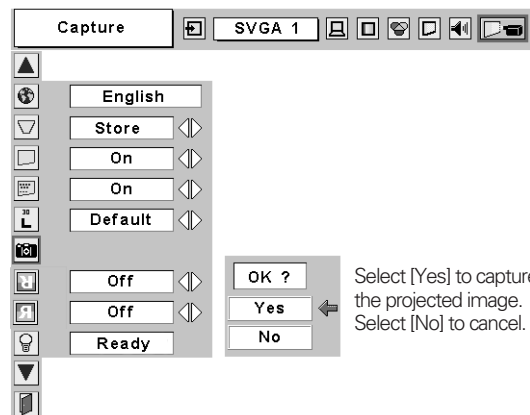 Capture
SVGA 1
English
Store
On
On
30
L
Default
Off
Off
Ready
OK ?
Yes
No
Select [Yes] to capture
the projected image.
Select [No] to cancel.